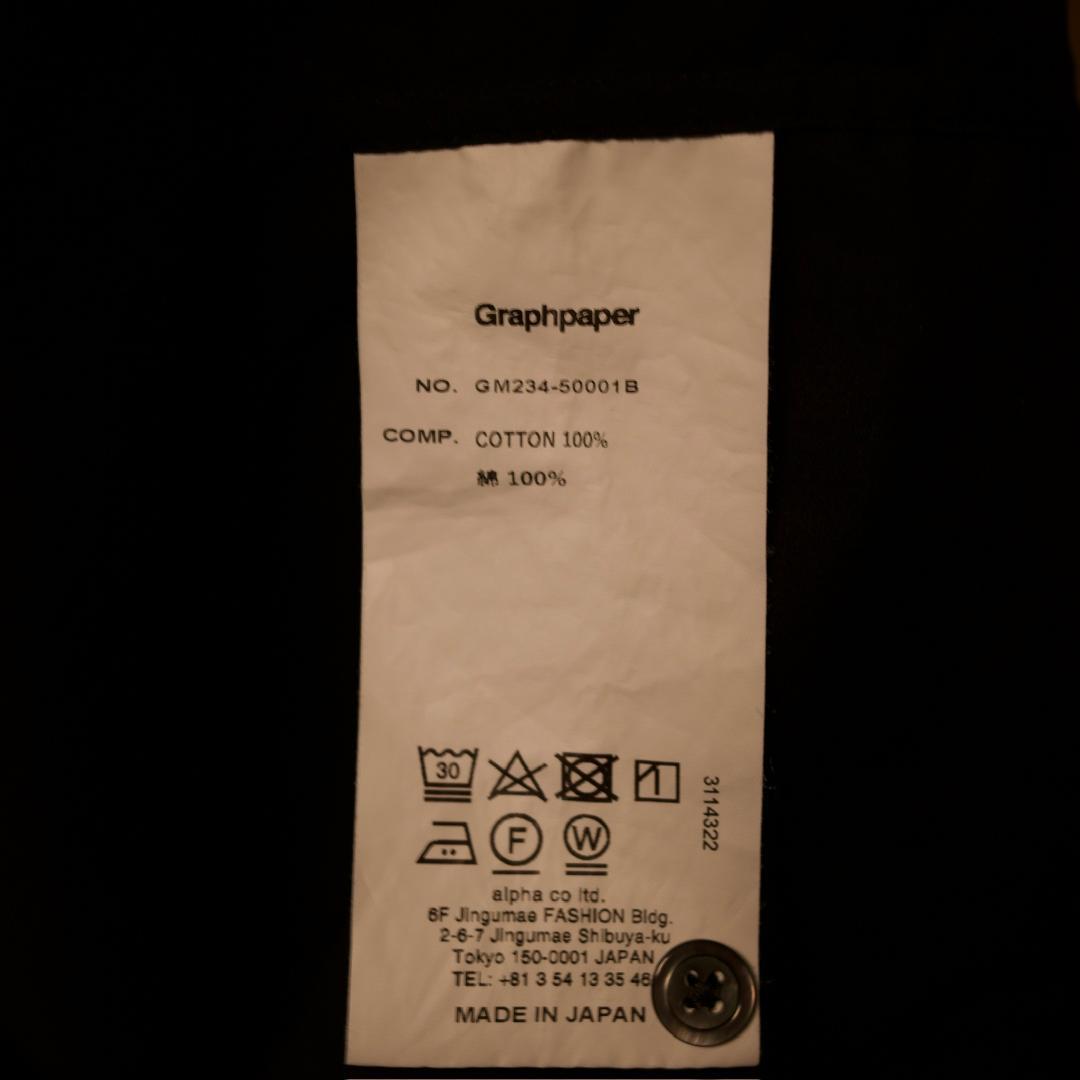 Graphpaper
NO. GM234-50001B
COMP. COTTON 100%
綿 100%
30
F W
3114322
alpha co ltd.
6F Jingumae FASHION Bldg.
2-6-7 Jingumae Shibuya-ku
Tokyo 150-0001 JAPAN
TEL: +81 3 54 13 35 46
MADE IN JAPAN